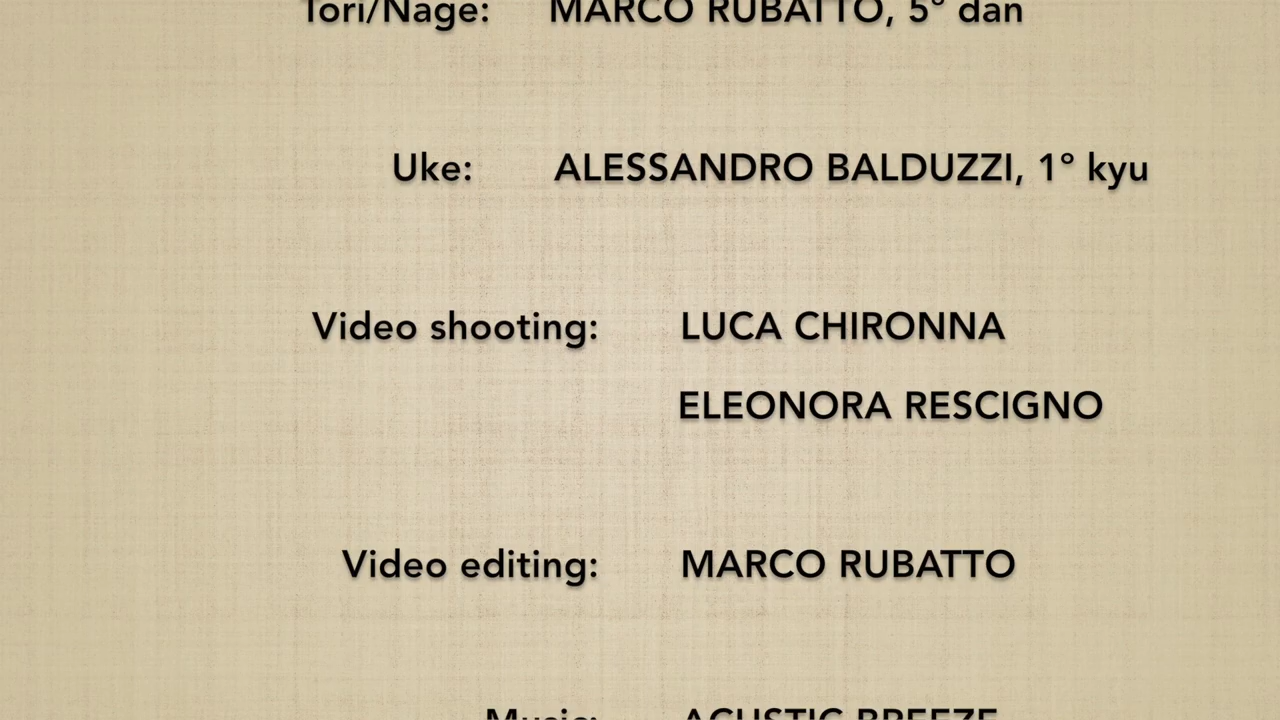 Tori/Nage: MARCO RUBATTO, 5° dan
Uke: ALESSANDRO BALDUZZI, 1° kyu
Video shooting: LUCA CHIRONNA
ELEONORA RESCIGNO
Video editing: MARCO RUBATTO
Music: ACUSTIC BREEZE